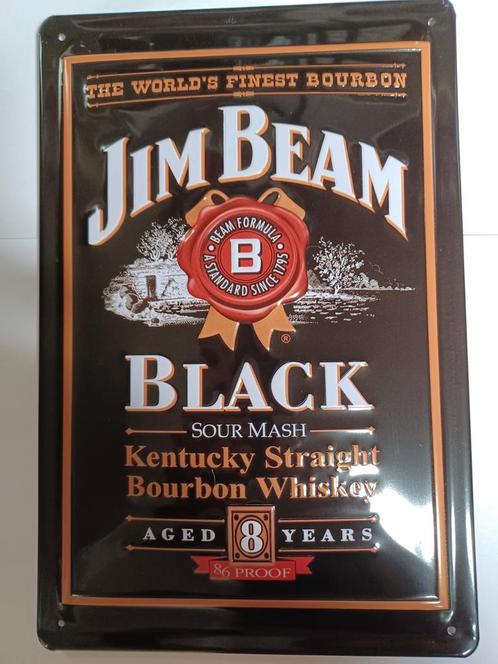 THE WORLD'S FINEST BOURBON
JIM BEAM
BEAM FORMULA
B
A STANDARD SINCE 1795
®
BLACK
SOUR MASH
Kentucky Straight
Bourbon Whiskey
AGED 8 YEARS
86 PROOF